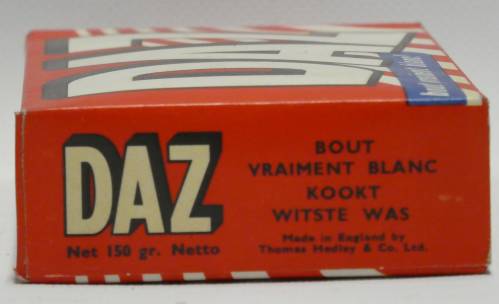 DAZ
Net 150 gr. Netto
BOUT
VRAIMENT BLANC
KOOKT
WITSTE WAS
Made in England by
Thomas Hedley & Co. Ltd.
DAZ